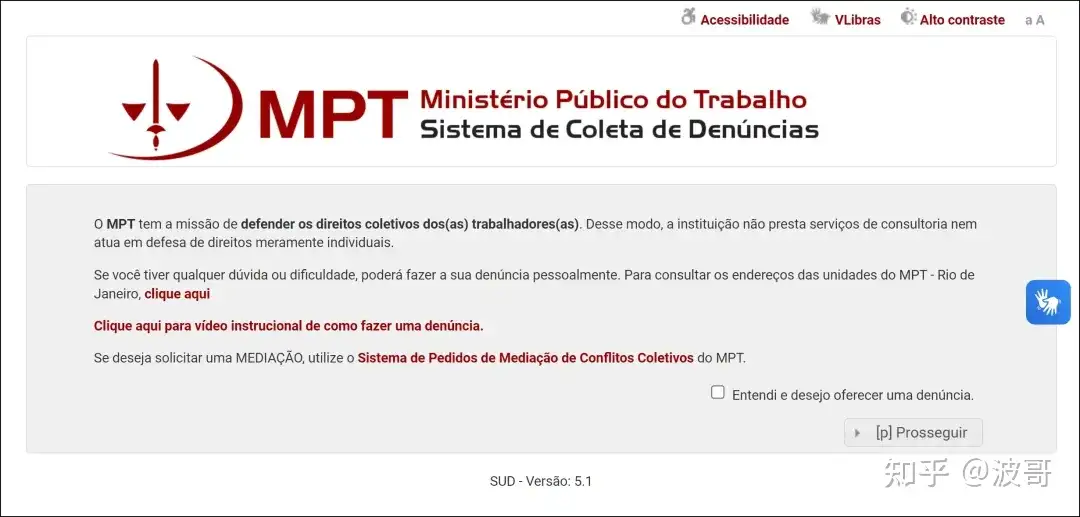 Acessibilidade VLibras Alto contraste a A
MPT Ministério Público do Trabalho
Sistema de Coleta de Denúncias
O MPT tem a missão de defender os direitos coletivos dos(as) trabalhadores(as). Desse modo, a instituição não presta serviços de consultoria nem
atua em defesa de direitos meramente individuais.
Se você tiver qualquer dúvida ou dificuldade, poderá fazer a sua denúncia pessoalmente. Para consultar os endereços das unidades do MPT - Rio de
Janeiro, clique aqui
Clique aqui para vídeo instrucional de como fazer uma denúncia.
Se deseja solicitar uma MEDIAÇÃO, utilize o Sistema de Pedidos de Mediação de Conflitos Coletivos do MPT.
Entendi e desejo oferecer uma denúncia.
[p] Prosseguir
知乎 @波哥
SUD - Versão: 5.1